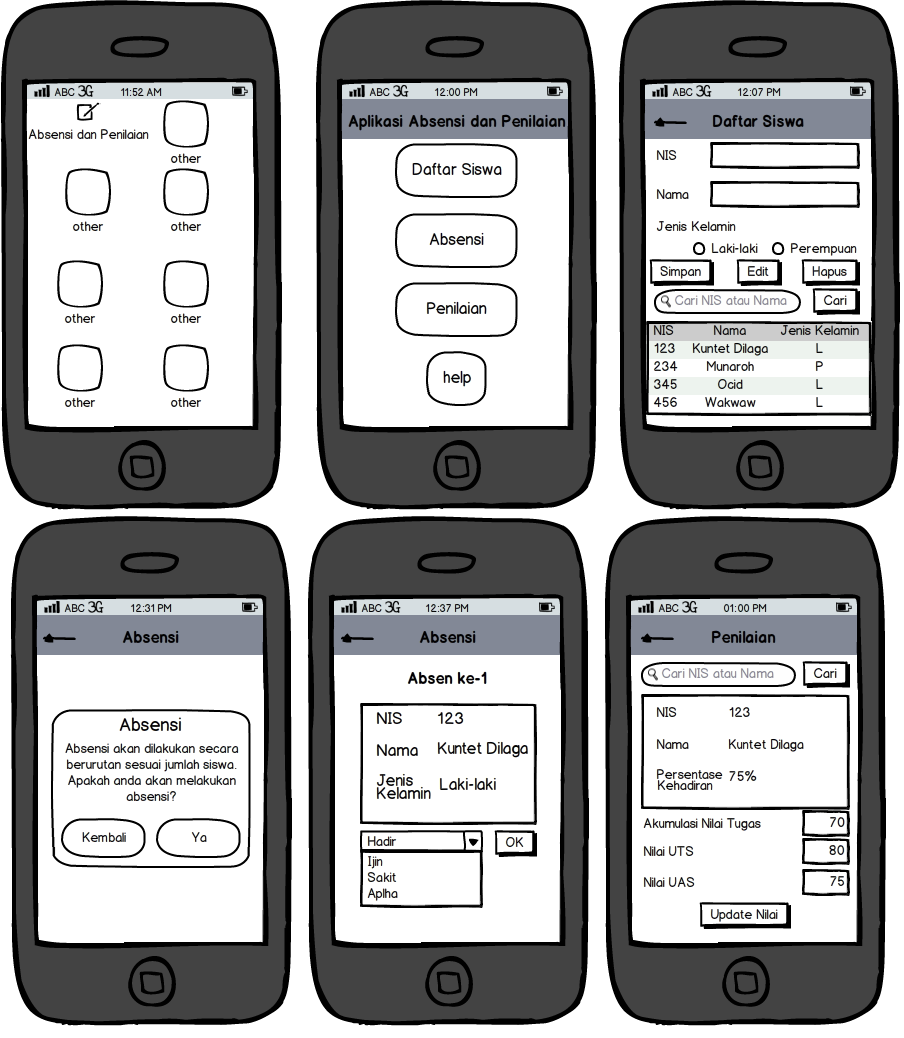 ABC 3G 11:52 AM
Absensi dan Penilaian
other
other
other
other
other
other
other
ABC 3G 12:00 PM
Aplikasi Absensi dan Penilaian
Daftar Siswa
Absensi
Penilaian
help
ABC 3G 12:07 PM
Daftar Siswa
NIS
Nama
Jenis Kelamin
Laki-laki Perempuan
Simpan Edit Hapus
Cari NIS atau Nama Cari
NIS Nama Jenis Kelamin
123 Kuntet Dilaga L
234 Munaroh P
345 Ocid L
456 Wakwaw L
ABC 3G 12:31 PM
Absensi
Absensi
Absensi akan dilakukan secara
berurutan sesuai jumlah siswa.
Apakah anda akan melakukan
absensi?
Kembali Ya
ABC 3G 12:37 PM
Absensi
Absen ke-1
NIS 123
Nama Kuntet Dilaga
Jenis
Kelamin Laki-laki
Hadir OK
Ijin
Sakit
Aplha
ABC 3G 01:00 PM
Penilaian
Cari NIS atau Nama Cari
NIS 123
Nama Kuntet Dilaga
Persentase 75%
Kehadiran
Akumulasi Nilai Tugas 70
Nilai UTS 80
Nilai UAS 75
Update Nilai